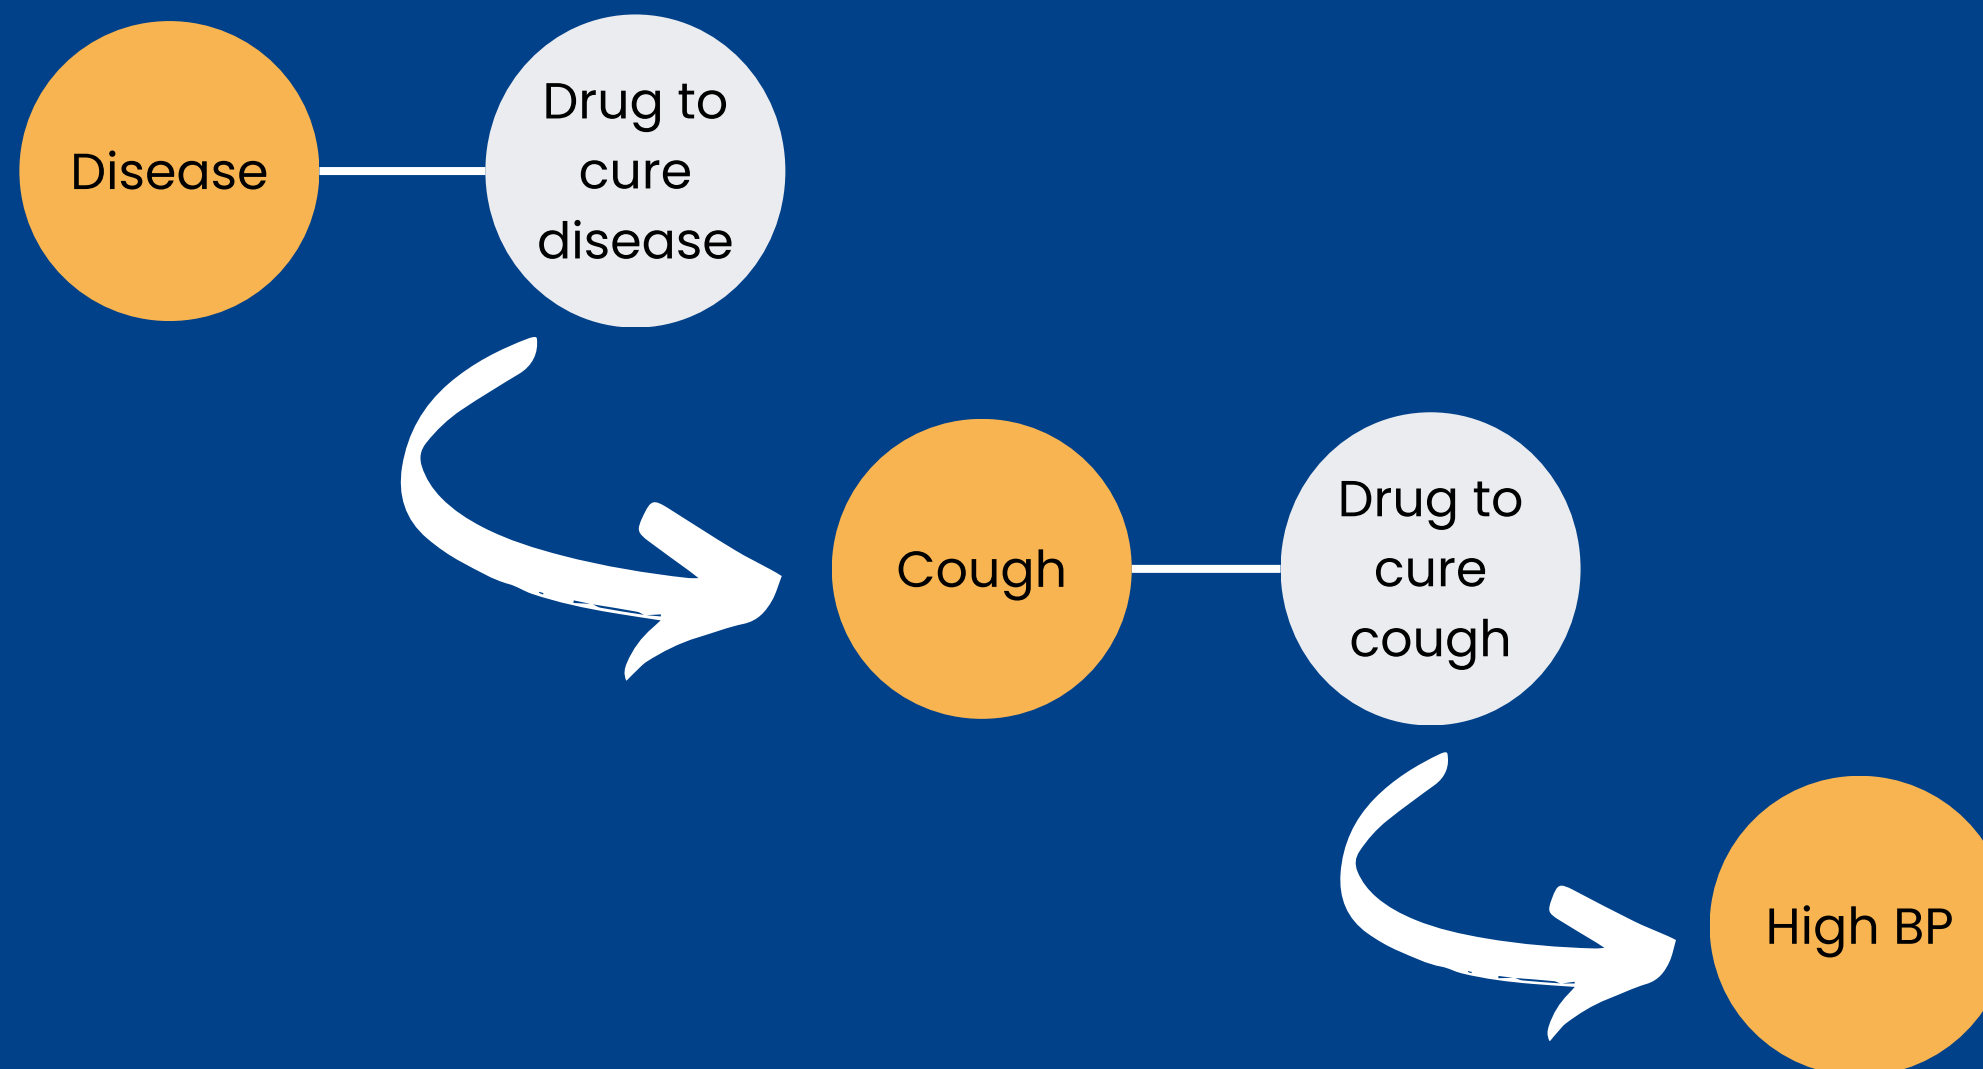 Disease
Drug to
cure
disease
Cough
Drug to
cure
cough
High BP